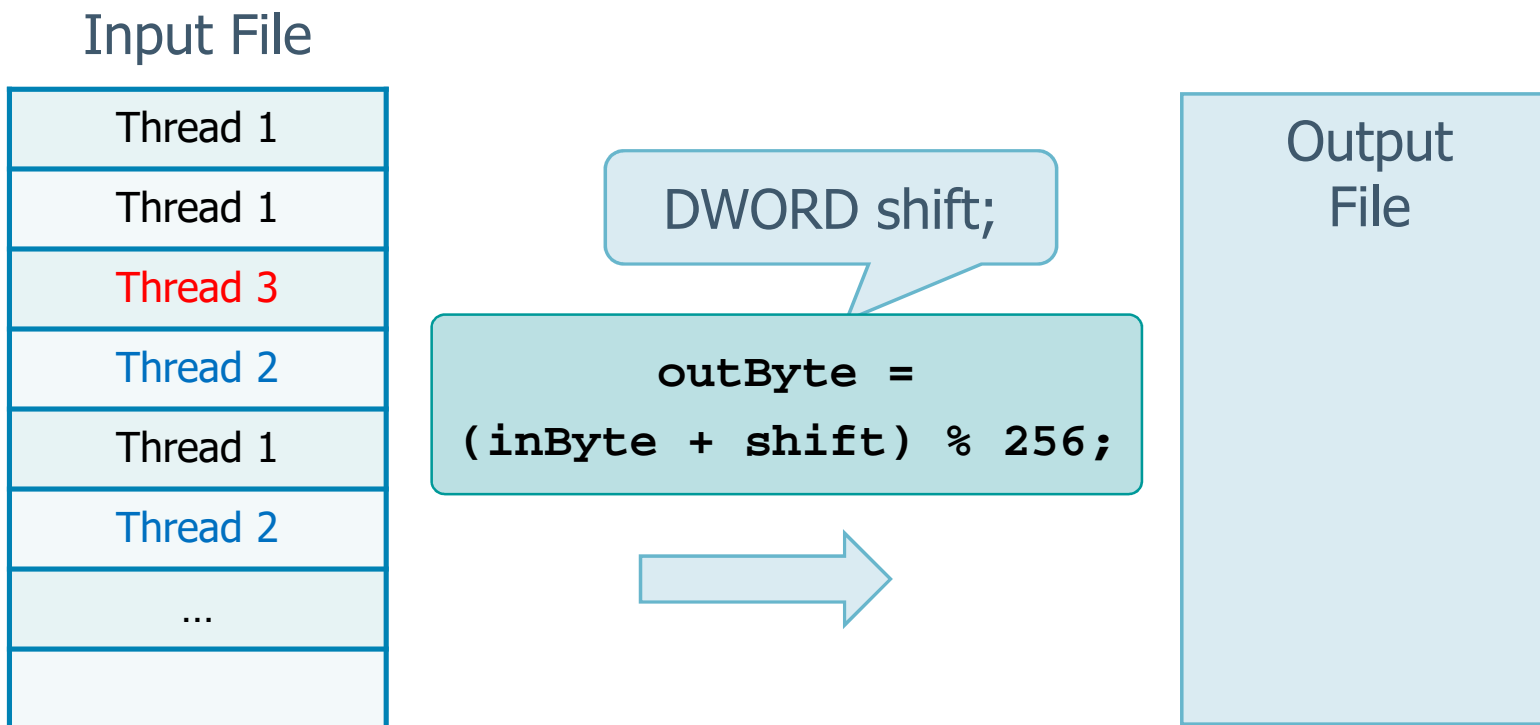 Input File
Thread 1
Thread 1
Thread 3
Thread 2
Thread 1
Thread 2
…
DWORD shift;
outByte =
(inByte + shift) % 256;
Output
File